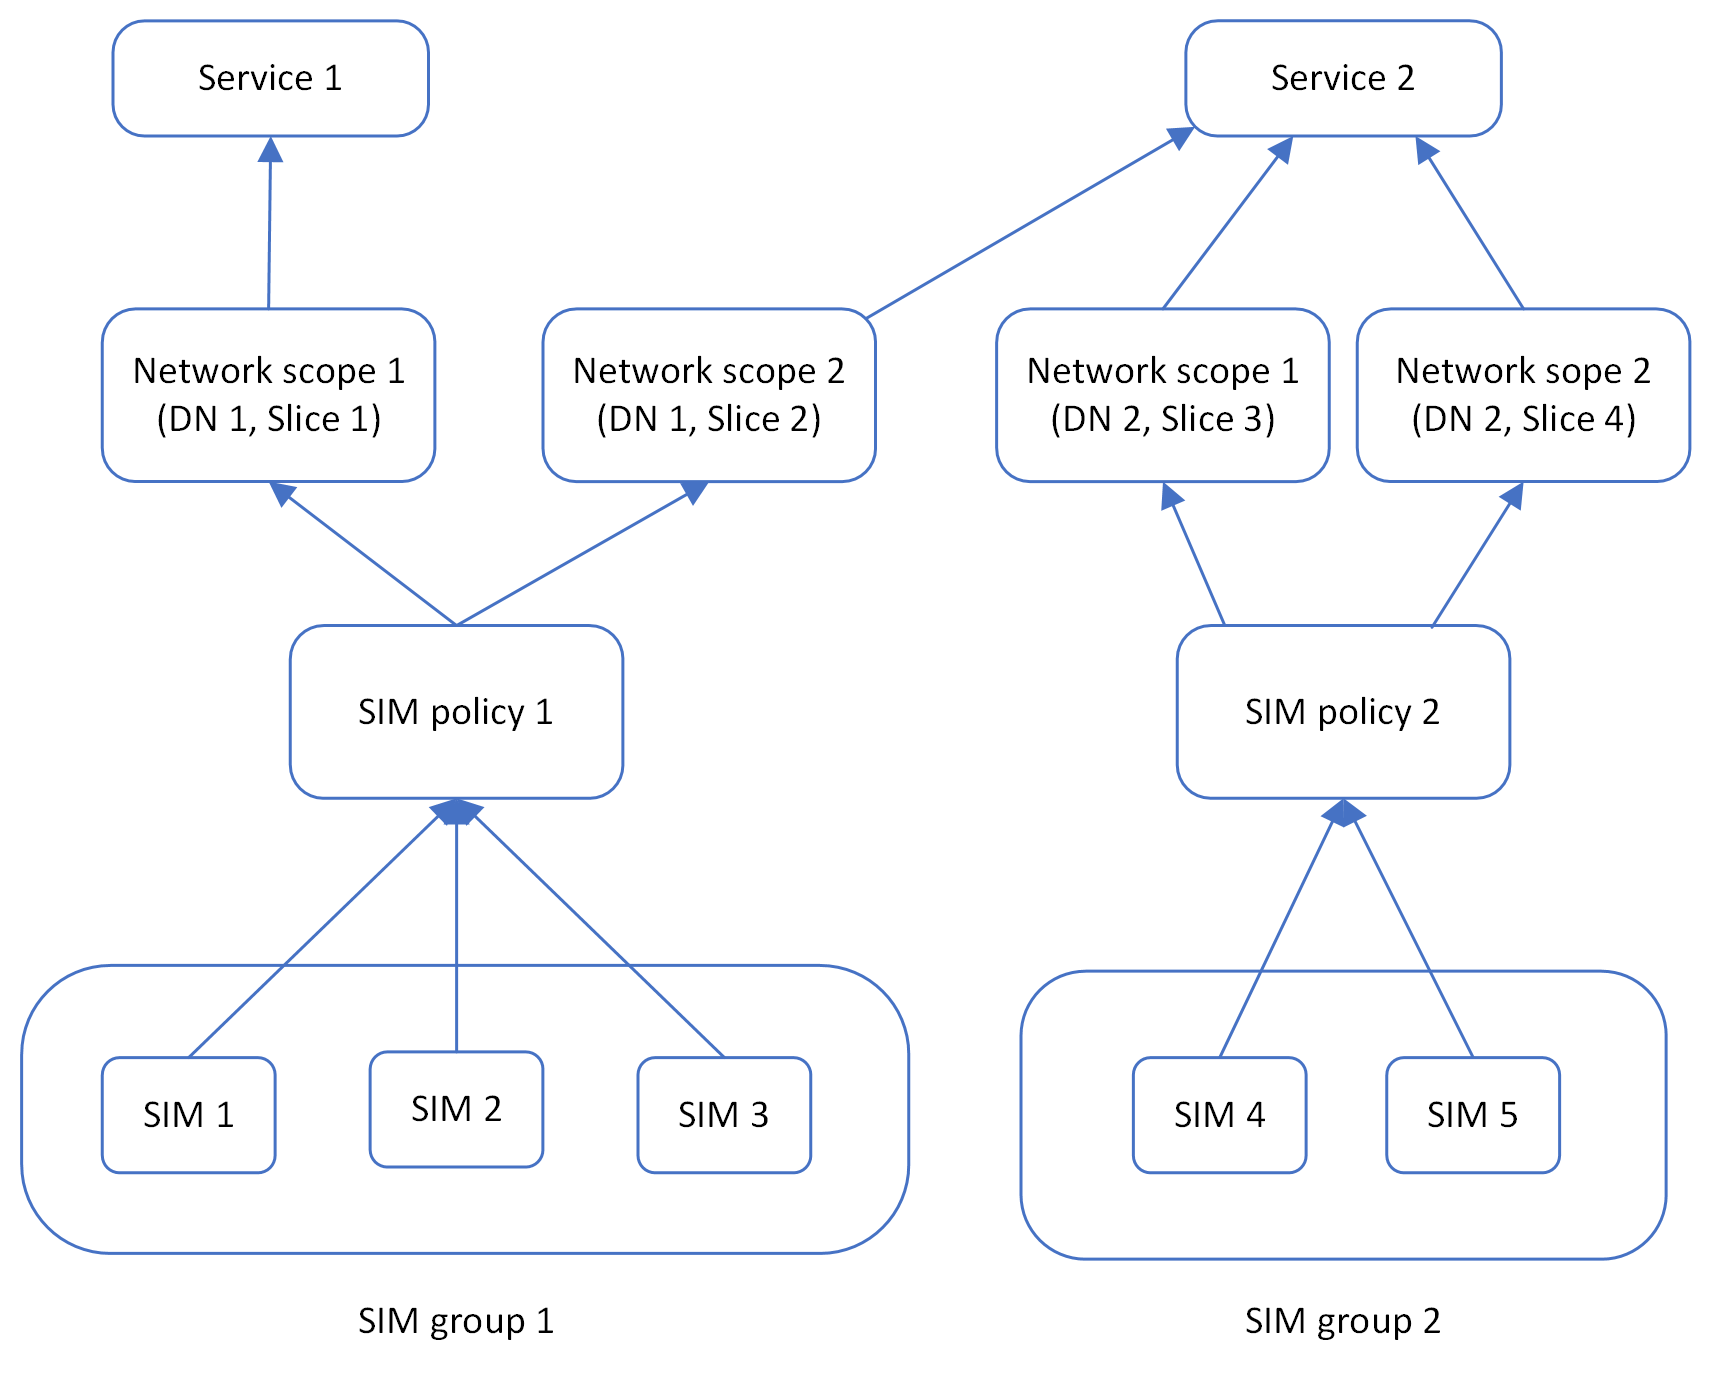 Service 1
Service 2
Network scope 1
(DN 1, Slice 1)
Network scope 2
(DN 1, Slice 2)
Network scope 1
(DN 2, Slice 3)
Network sope 2
(DN 2, Slice 4)
SIM policy 1
SIM policy 2
SIM 1
SIM 2
SIM 3
SIM 4
SIM 5
SIM group 1
SIM group 2